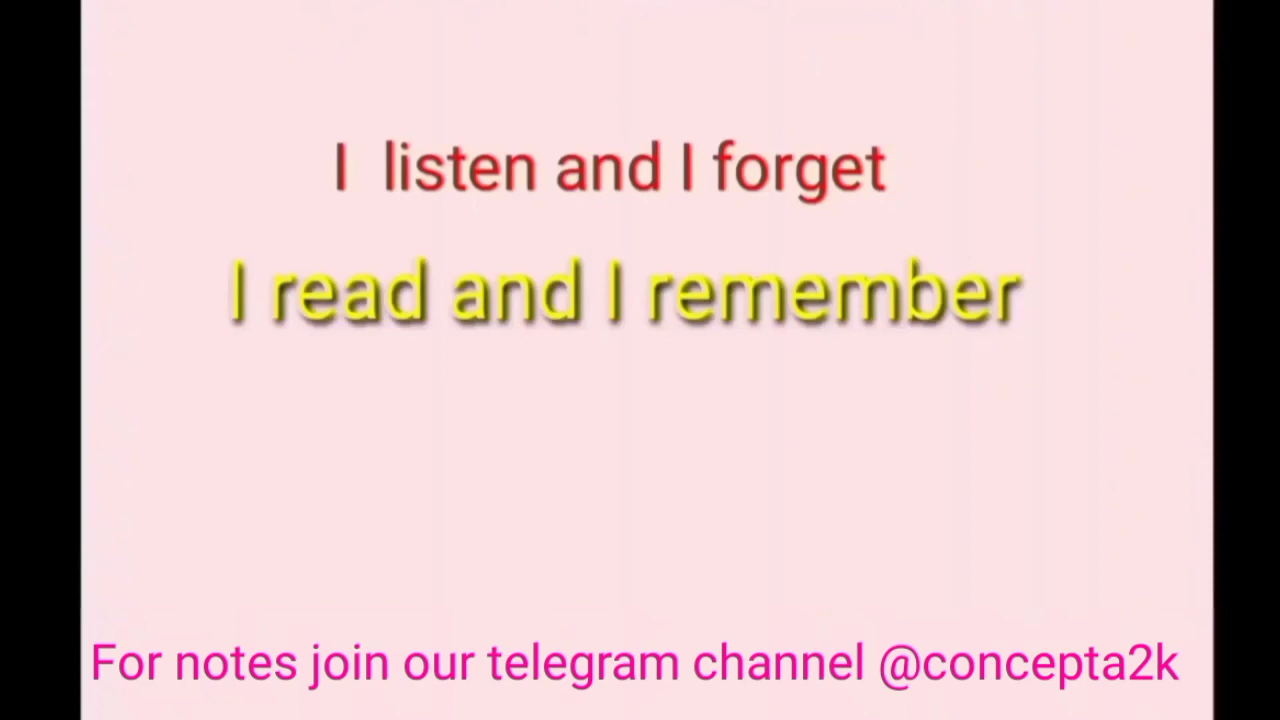 I listen and I forget
I read and I remember
For notes join our telegram channel @concepta2k